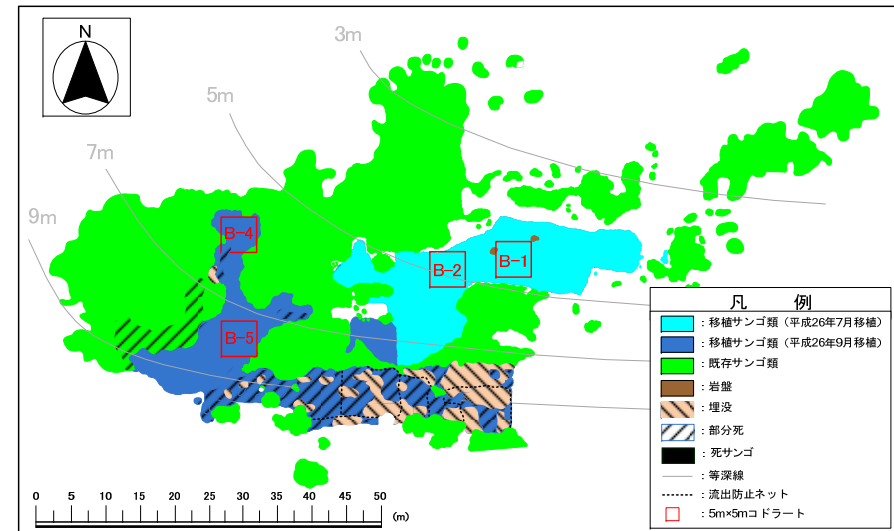 N
3m
5m
7m
9m
B-4
B-2
B-1
B-5
凡 例
：移植サンゴ類（平成26年7月移植）
：移植サンゴ類（平成26年9月移植）
：既存サンゴ類
：岩盤
：埋没
：部分死
：死サンゴ
：等深線
：流出防止ネット
：5m×5mコドラート
0 5 10 15 20 25 30 35 40 45 50 (m)